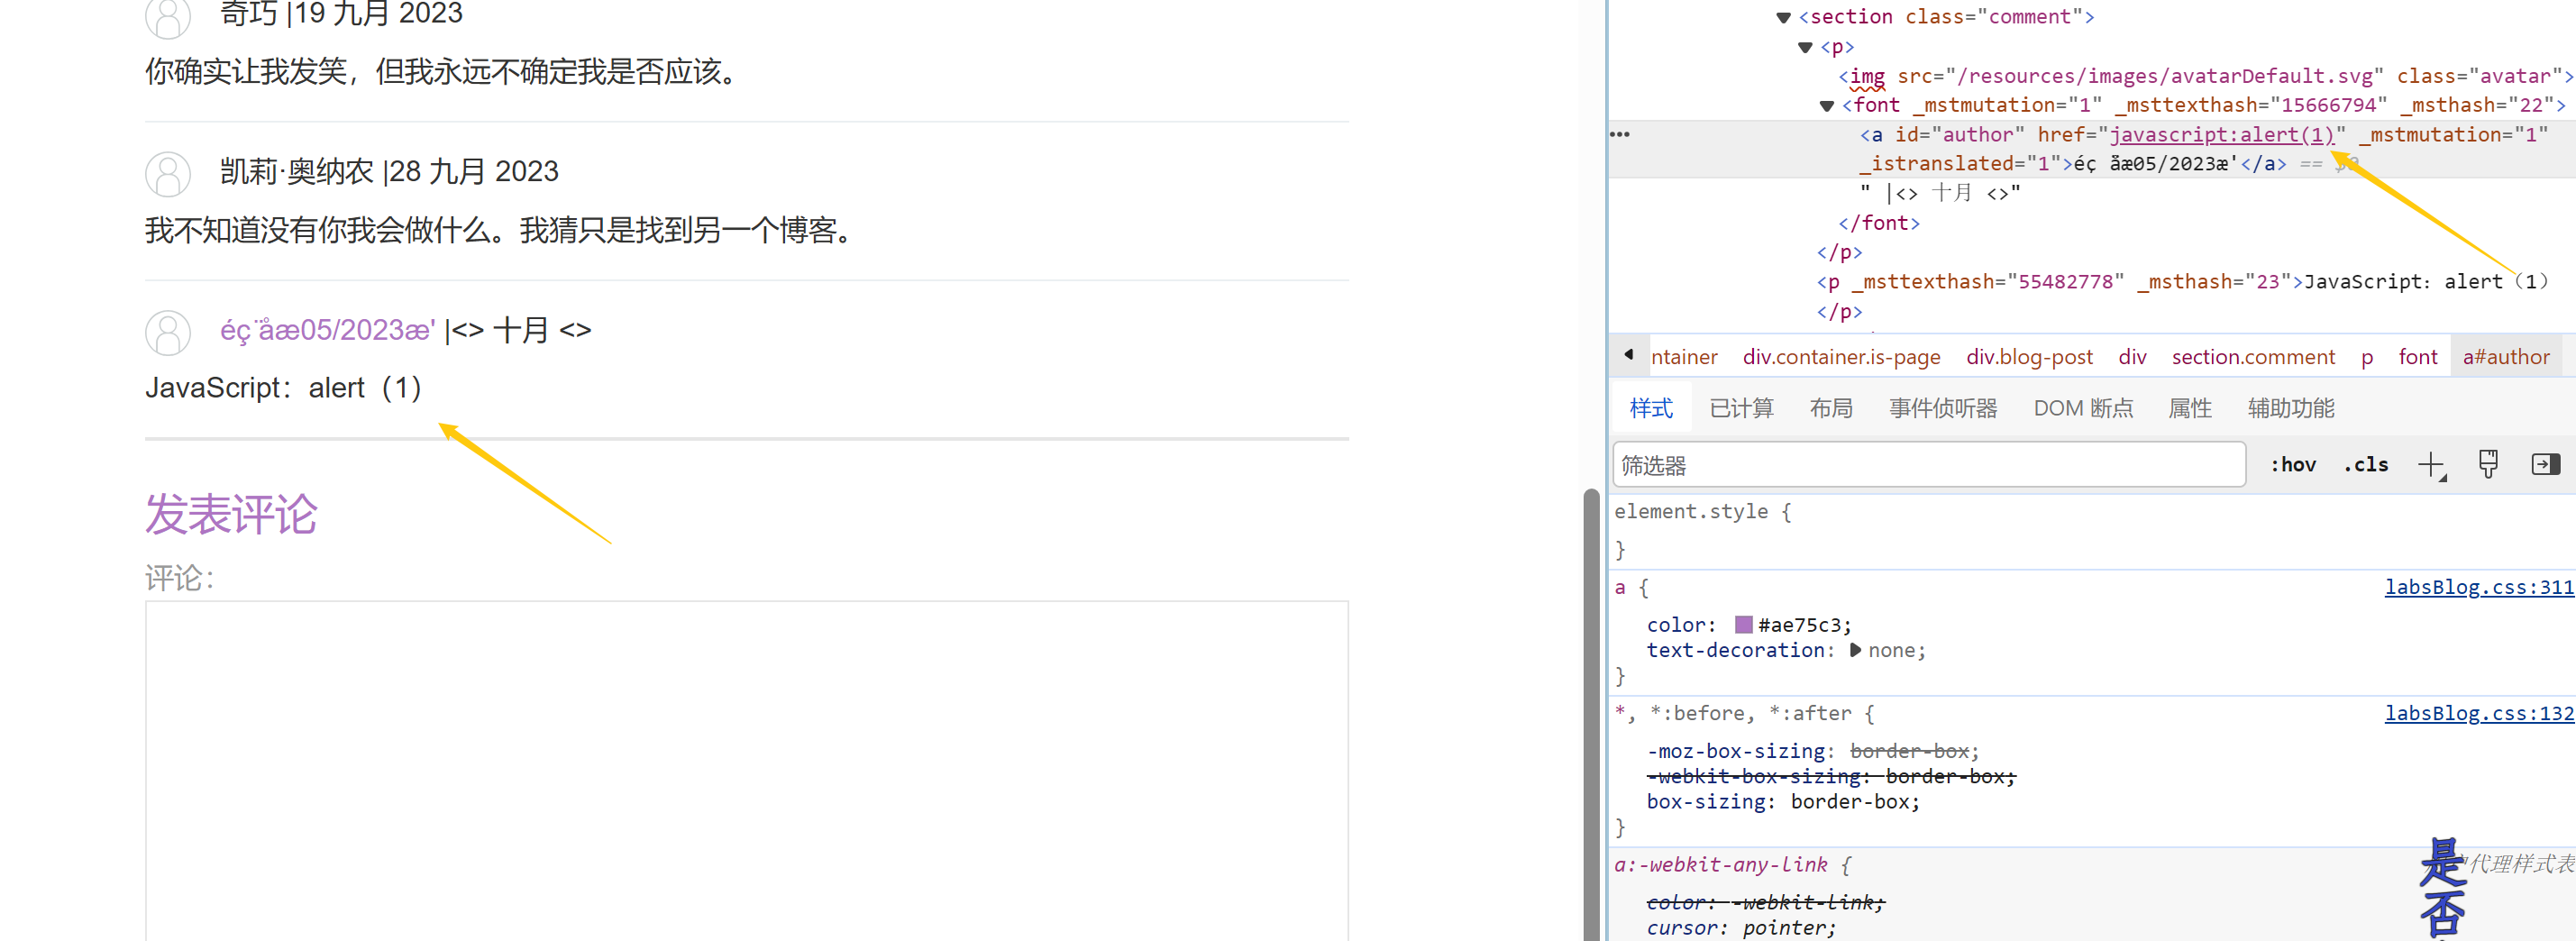 奇巧 |19 九月 2023
你确实让我发笑，但我永远不确定我是否应该。
凯莉·奥纳农 |28 九月 2023
我不知道没有你我会做什么。我猜只是找到另一个博客。
éç¨åæ05/2023æ' |<> 十月 <>
JavaScript：alert（1）
发表评论
评论：
<section class="comment">
<p>
<img src="/resources/images/avatarDefault.svg" class="avatar">
<font _mstmutation="1" _msttexthash="15666794" _msthash="22">
<a id="author" href="javascript:alert(1)" _mstmutation="1"
_istranslated="1">éç åæ05/2023æ'</a> ==
" |<> 十月 <>"
</font>
</p>
<p _msttexthash="55482778" _msthash="23">JavaScript：alert（1）
</p>
ntainer div.container.is-page div.blog-post div section.comment p font a#author
样式 已计算 布局 事件侦听器 DOM 断点 属性 辅助功能
筛选器 :hov .cls
element.style {
}
a { labsBlog.css:311
color: #ae75c3;
text-decoration: none;
}
*, *:before, *:after { labsBlog.css:132
-moz-box-sizing: border-box;
-webkit-box-sizing: border-box;
box-sizing: border-box;
}
a:-webkit-any-link { 代理样式表
color: -webkit-link;
cursor: pointer;
是否